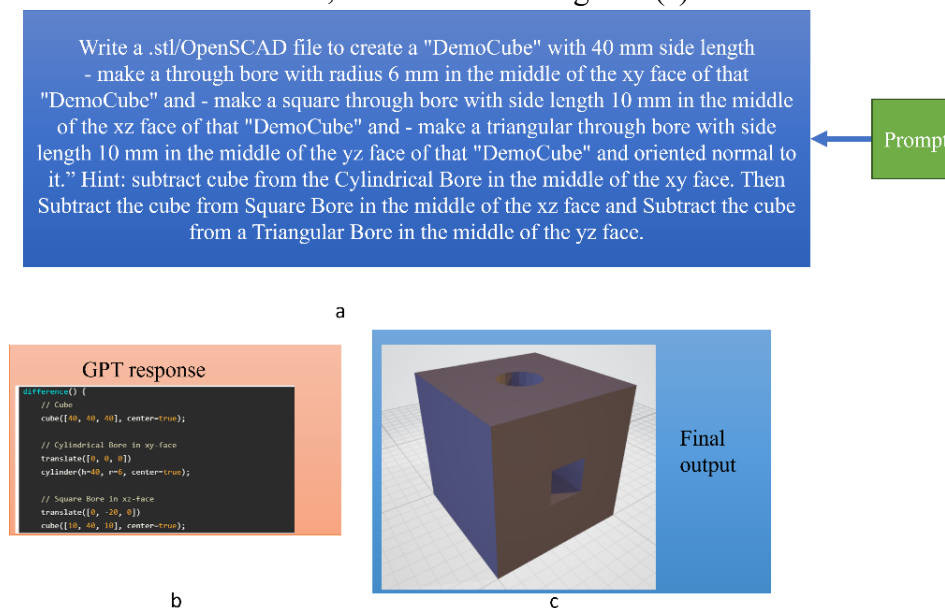 Write a .stl/OpenSCAD file to create a "DemoCube" with 40 mm side length
- make a through bore with radius 6 mm in the middle of the xy face of that
"DemoCube" and - make a square through bore with side length 10 mm in the middle
of the xz face of that "DemoCube" and - make a triangular through bore with side
length 10 mm in the middle of the yz face of that "DemoCube" and oriented normal to
it.” Hint: subtract cube from the Cylindrical Bore in the middle of the xy face. Then
Subtract the cube from Square Bore in the middle of the xz face and Subtract the cube
from a Triangular Bore in the middle of the yz face.
Prompt
a
GPT response
difference() {
// Cube
cube([40, 40, 40], center=true);
// Cylindrical Bore in xy-face
translate([0, 0, 0])
cylinder(h=40, r=6, center=true);
// Square Bore in xz-face
translate([0, -20, 0])
cube([10, 40, 10], center=true);
Final
output
b
c